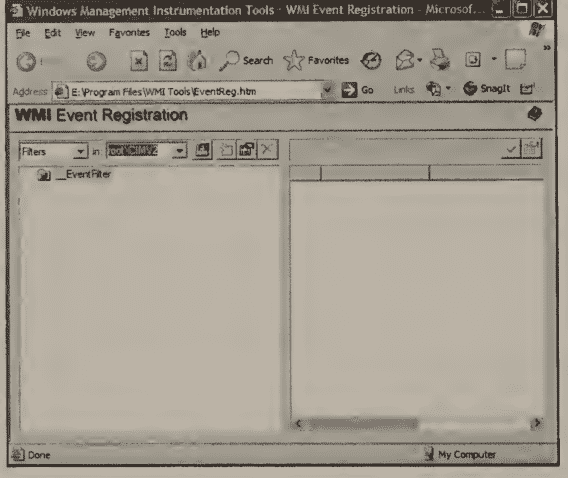 Windows Management Instrumentation Tools - WMI Event Registration - Microsof...
File Edit View Favorites Tools Help
Search Favorites
Address E:\Program Files\WMI Tools\EventReg.htm Go Links SnagIt
WMI Event Registration
Filters in root\CIMV2
__EventFilter
Done My Computer